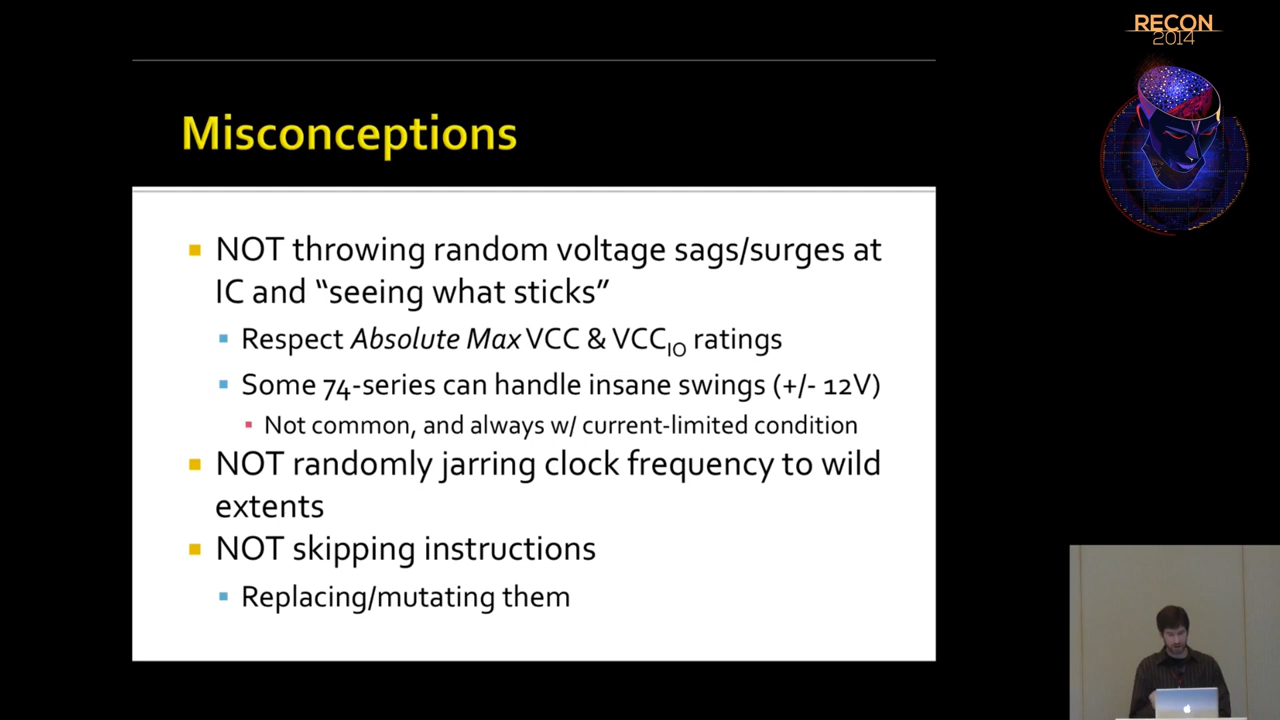 RECON
2014
Misconceptions
NOT throwing random voltage sags/surges at
IC and “seeing what sticks”
Respect Absolute Max VCC & VCCIO ratings
Some 74-series can handle insane swings (+/- 12V)
Not common, and always w/ current-limited condition
NOT randomly jarring clock frequency to wild
extents
NOT skipping instructions
Replacing/mutating them